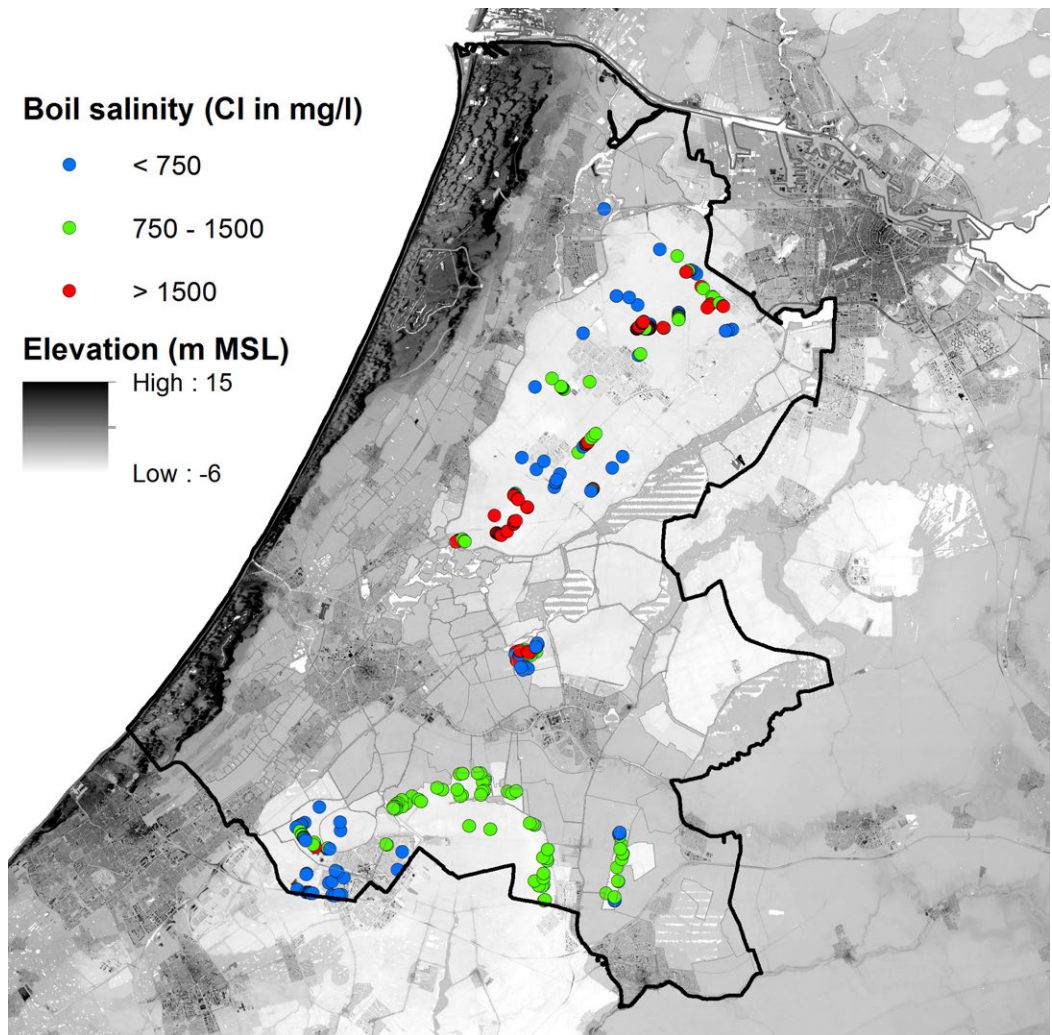 Boil salinity (Cl in mg/l)
< 750
750 - 1500
> 1500
Elevation (m MSL)
High : 15
Low : -6